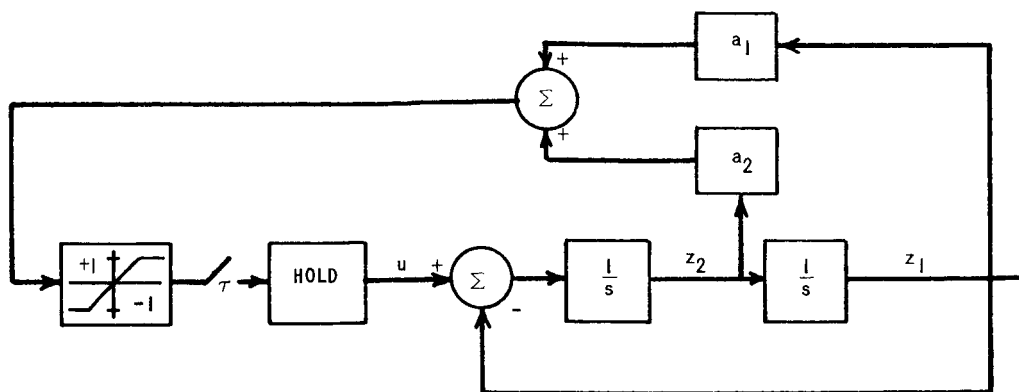 a1
+
Σ
+
a2
+1
-1
τ
HOLD
u
+
Σ
-
1/s
z2
1/s
z1